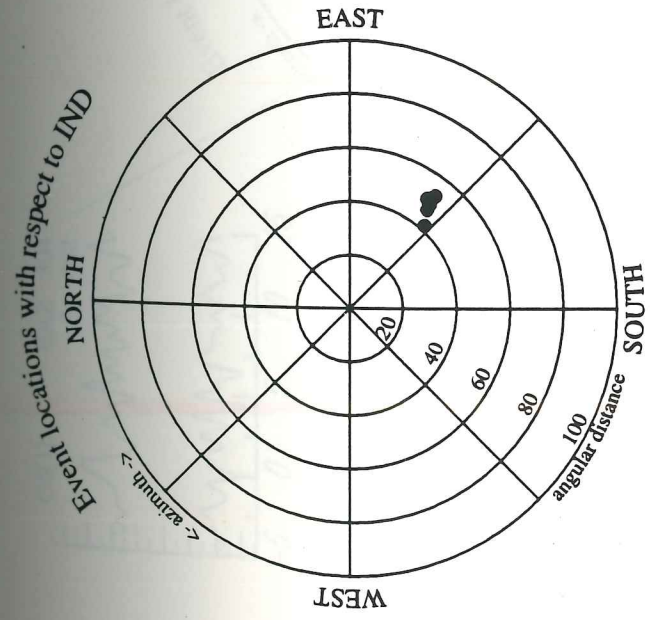 Event locations with respect to IND
NORTH
EAST
SOUTH
WEST
20
40
60
80
100
angular distance
<- azimuth ->